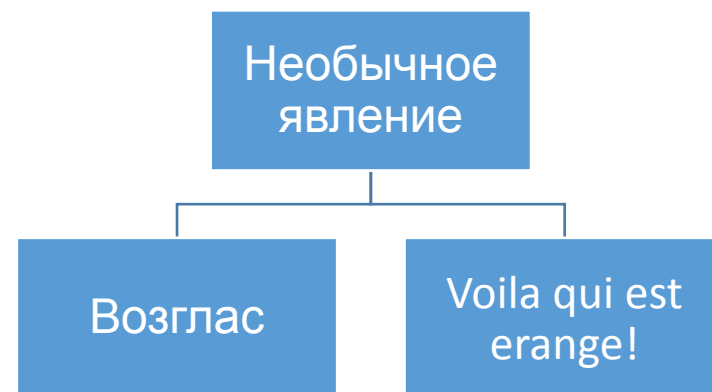 Необычное
явление
Возглас
Voila qui est
erange!